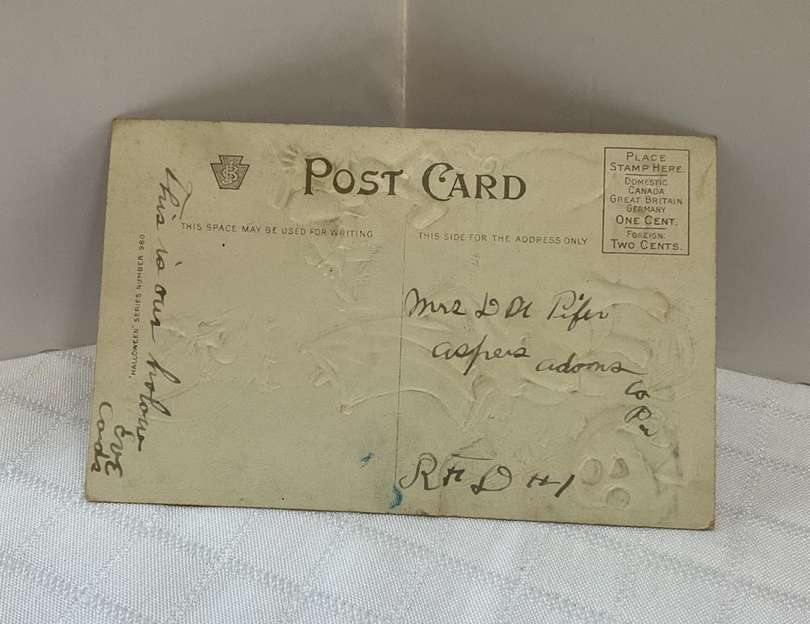 POST CARD
THIS SPACE MAY BE USED FOR WRITING
THIS SIDE FOR THE ADDRESS ONLY
PLACE
STAMP HERE.
DOMESTIC
CANADA
GREAT BRITAIN
GERMANY
ONE CENT.
FOREIGN.
TWO CENTS.
"HALLOWEEN" SERIES NUMBER 980
This is our holow
Eve
Cards
Mrs D H Pifer
Aspers Adams
Co Pa
R F D #1